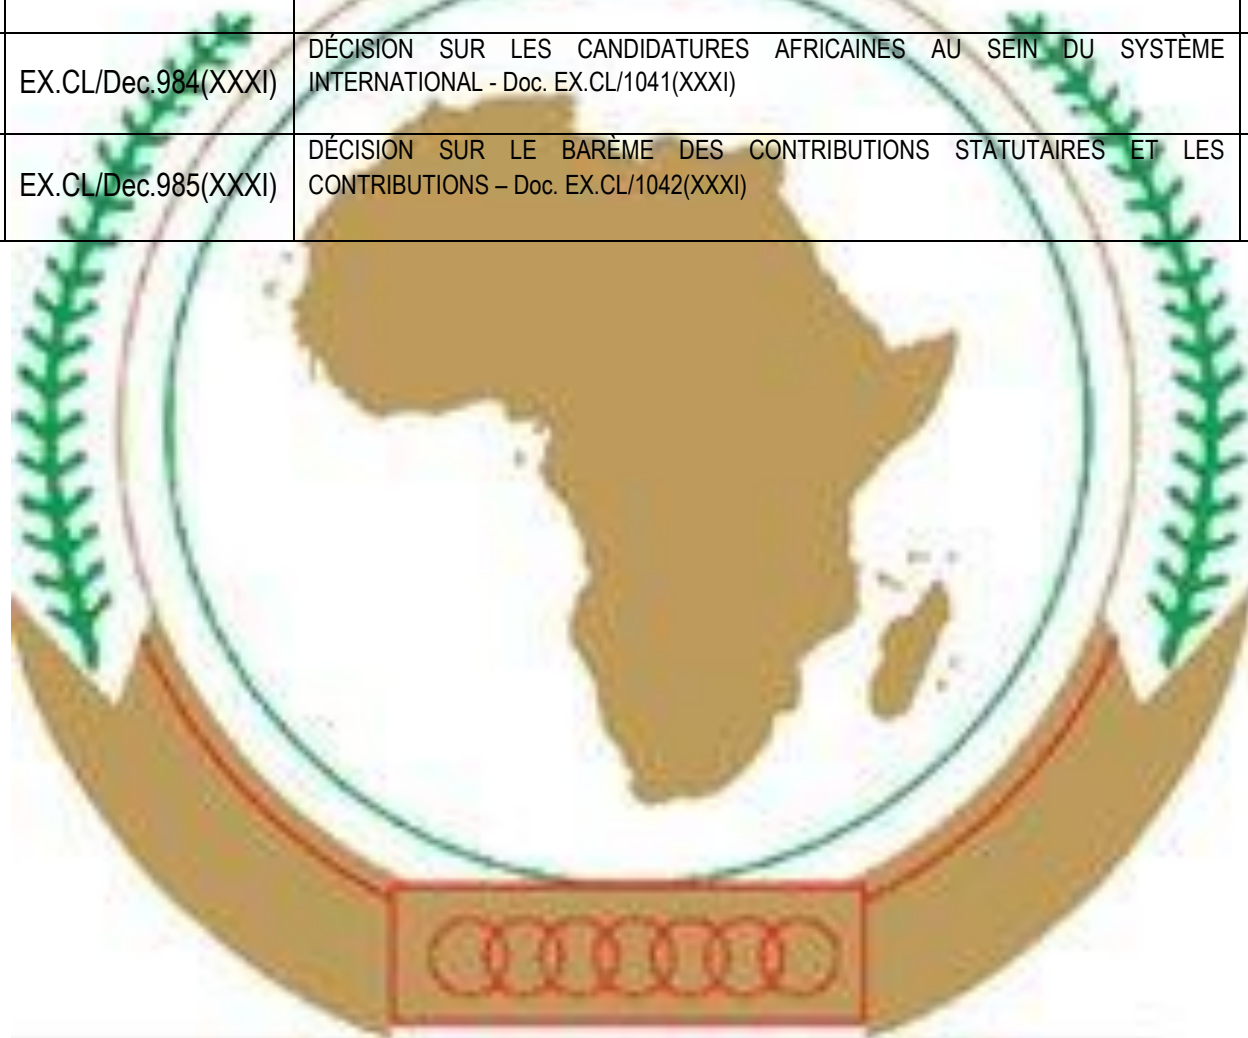 EX.CL/Dec.984(XXXI)
DÉCISION SUR LES CANDIDATURES AFRICAINES AU SEIN DU SYSTÈME
INTERNATIONAL - Doc. EX.CL/1041(XXXI)
EX.CL/Dec.985(XXXI)
DÉCISION SUR LE BARÈME DES CONTRIBUTIONS STATUTAIRES ET LES
CONTRIBUTIONS – Doc. EX.CL/1042(XXXI)